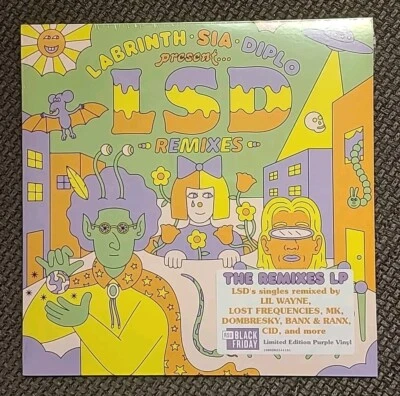 LABRINTH · SIA · DIPLO
present...
LSD
REMIXES
THE REMIXES LP
LSD's singles remixed by
LIL WAYNE,
LOST FREQUENCIES, MK,
DOMBRESKY, BANX & RANX,
CID, and more
RSD BLACK FRIDAY
Limited Edition Purple Vinyl